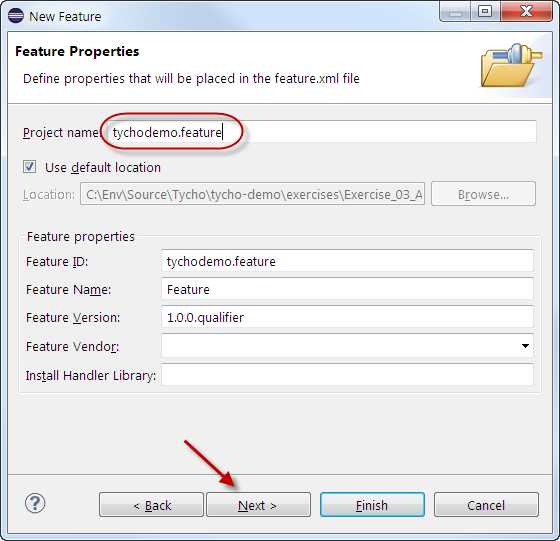 New Feature
Feature Properties
Define properties that will be placed in the feature.xml file
Project name: tychodemo.feature
Use default location
Location: C:\Env\Source\Tycho\tycho-demo\exercises\Exercise_03_A Browse...
Feature properties
Feature ID: tychodemo.feature
Feature Name: Feature
Feature Version: 1.0.0.qualifier
Feature Vendor:
Install Handler Library:
? < Back Next > Finish Cancel